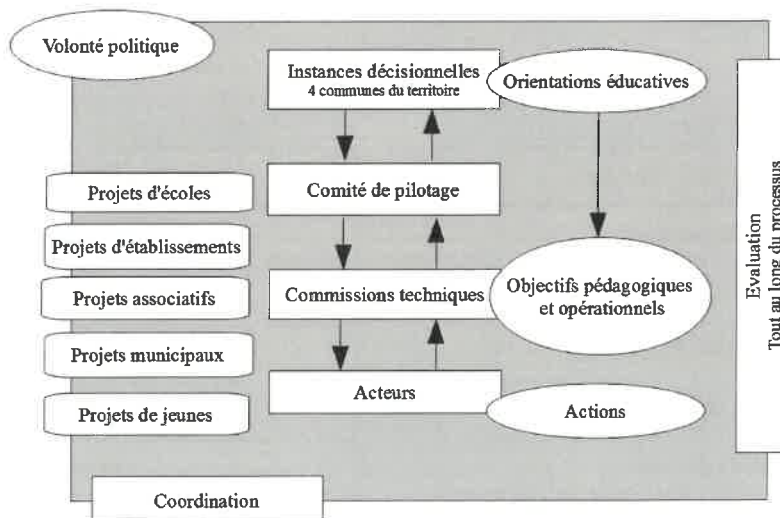 Volonté politique
Instances décisionnelles
4 communes du territoire
Orientations éducatives
Comité de pilotage
Projets d'écoles
Projets d'établissements
Projets associatifs
Projets municipaux
Projets de jeunes
Commissions techniques
Objectifs pédagogiques
et opérationnels
Acteurs
Actions
Evaluation
Tout au long du processus
Coordination